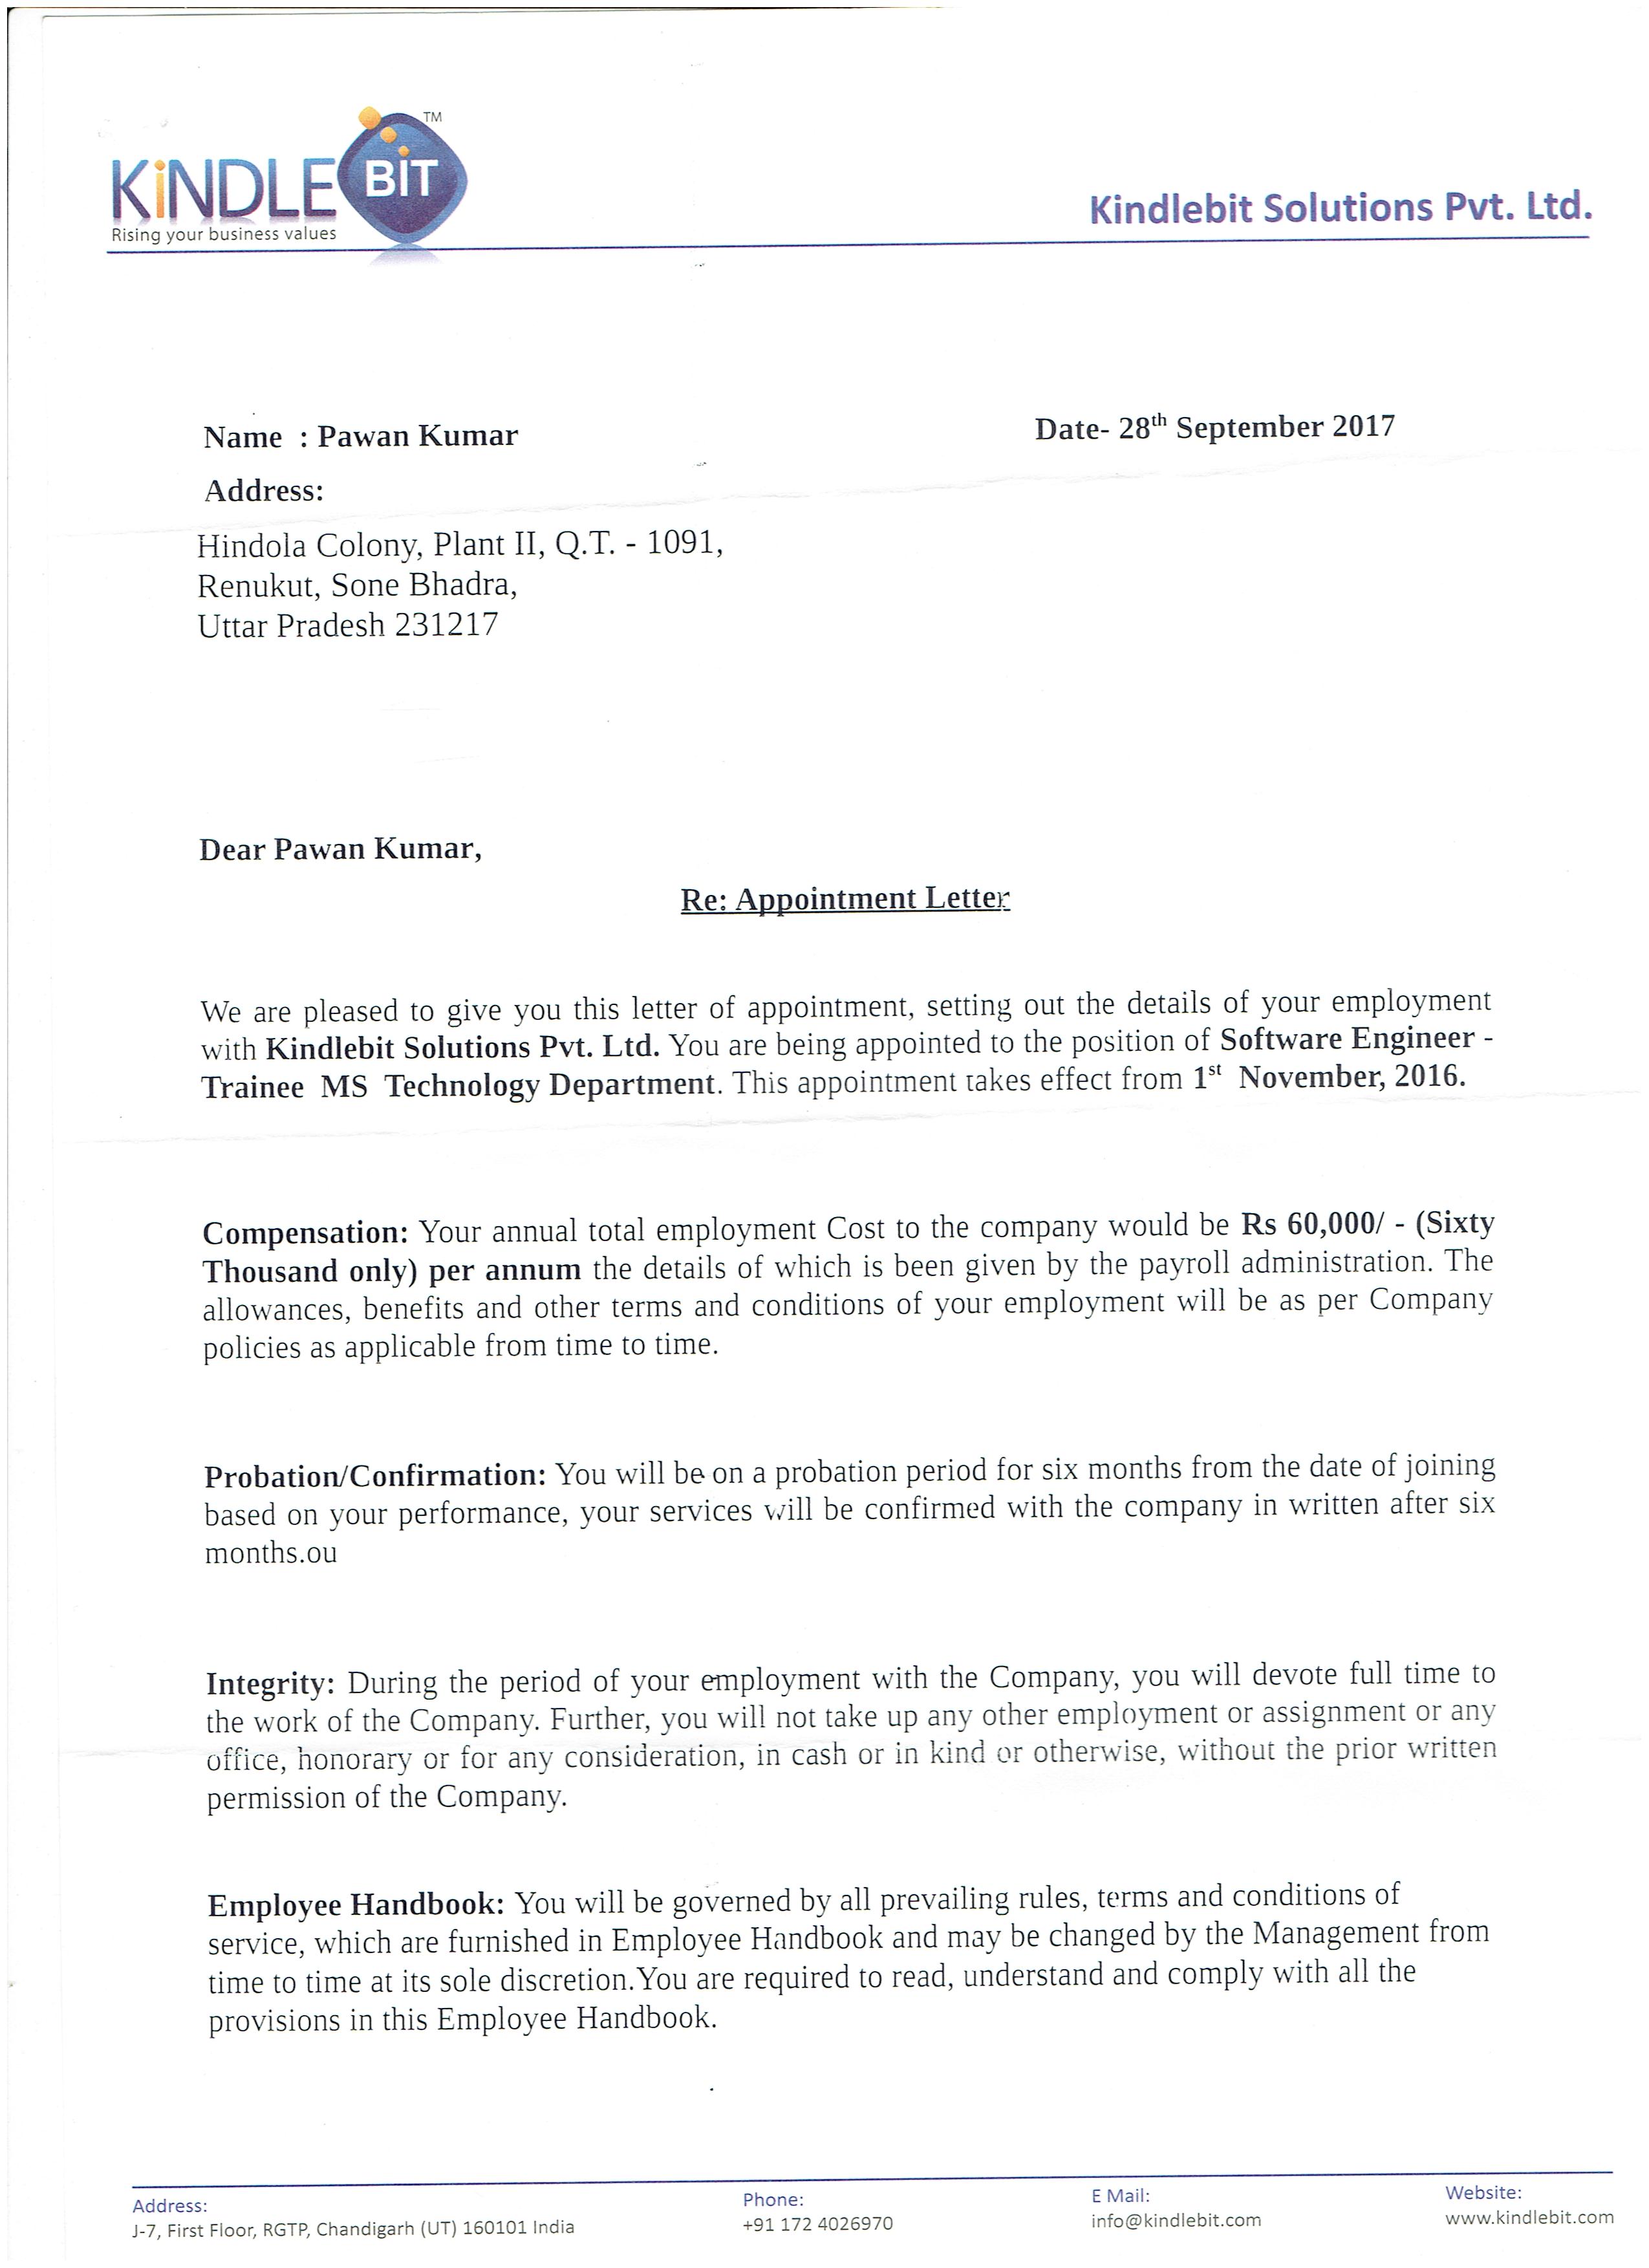 KiNDLE BiT TM
Rising your business values
Kindlebit Solutions Pvt. Ltd.
Name : Pawan Kumar
Date- 28th September 2017
Address:
Hindola Colony, Plant II, Q.T. - 1091,
Renukut, Sone Bhadra,
Uttar Pradesh 231217
Dear Pawan Kumar,
Re: Appointment Letter
We are pleased to give you this letter of appointment, setting out the details of your employment
with Kindlebit Solutions Pvt. Ltd. You are being appointed to the position of Software Engineer -
Trainee MS Technology Department. This appointment takes effect from 1st November, 2016.
Compensation: Your annual total employment Cost to the company would be Rs 60,000/ - (Sixty
Thousand only) per annum the details of which is been given by the payroll administration. The
allowances, benefits and other terms and conditions of your employment will be as per Company
policies as applicable from time to time.
Probation/Confirmation: You will be on a probation period for six months from the date of joining
based on your performance, your services will be confirmed with the company in written after six
months.ou
Integrity: During the period of your employment with the Company, you will devote full time to
the work of the Company. Further, you will not take up any other employment or assignment or any
office, honorary or for any consideration, in cash or in kind or otherwise, without the prior written
permission of the Company.
Employee Handbook: You will be governed by all prevailing rules, terms and conditions of
service, which are furnished in Employee Handbook and may be changed by the Management from
time to time at its sole discretion.You are required to read, understand and comply with all the
provisions in this Employee Handbook.
Address:
J-7, First Floor, RGTP, Chandigarh (UT) 160101 India
Phone:
+91 172 4026970
E Mail:
info@kindlebit.com
Website:
www.kindlebit.com